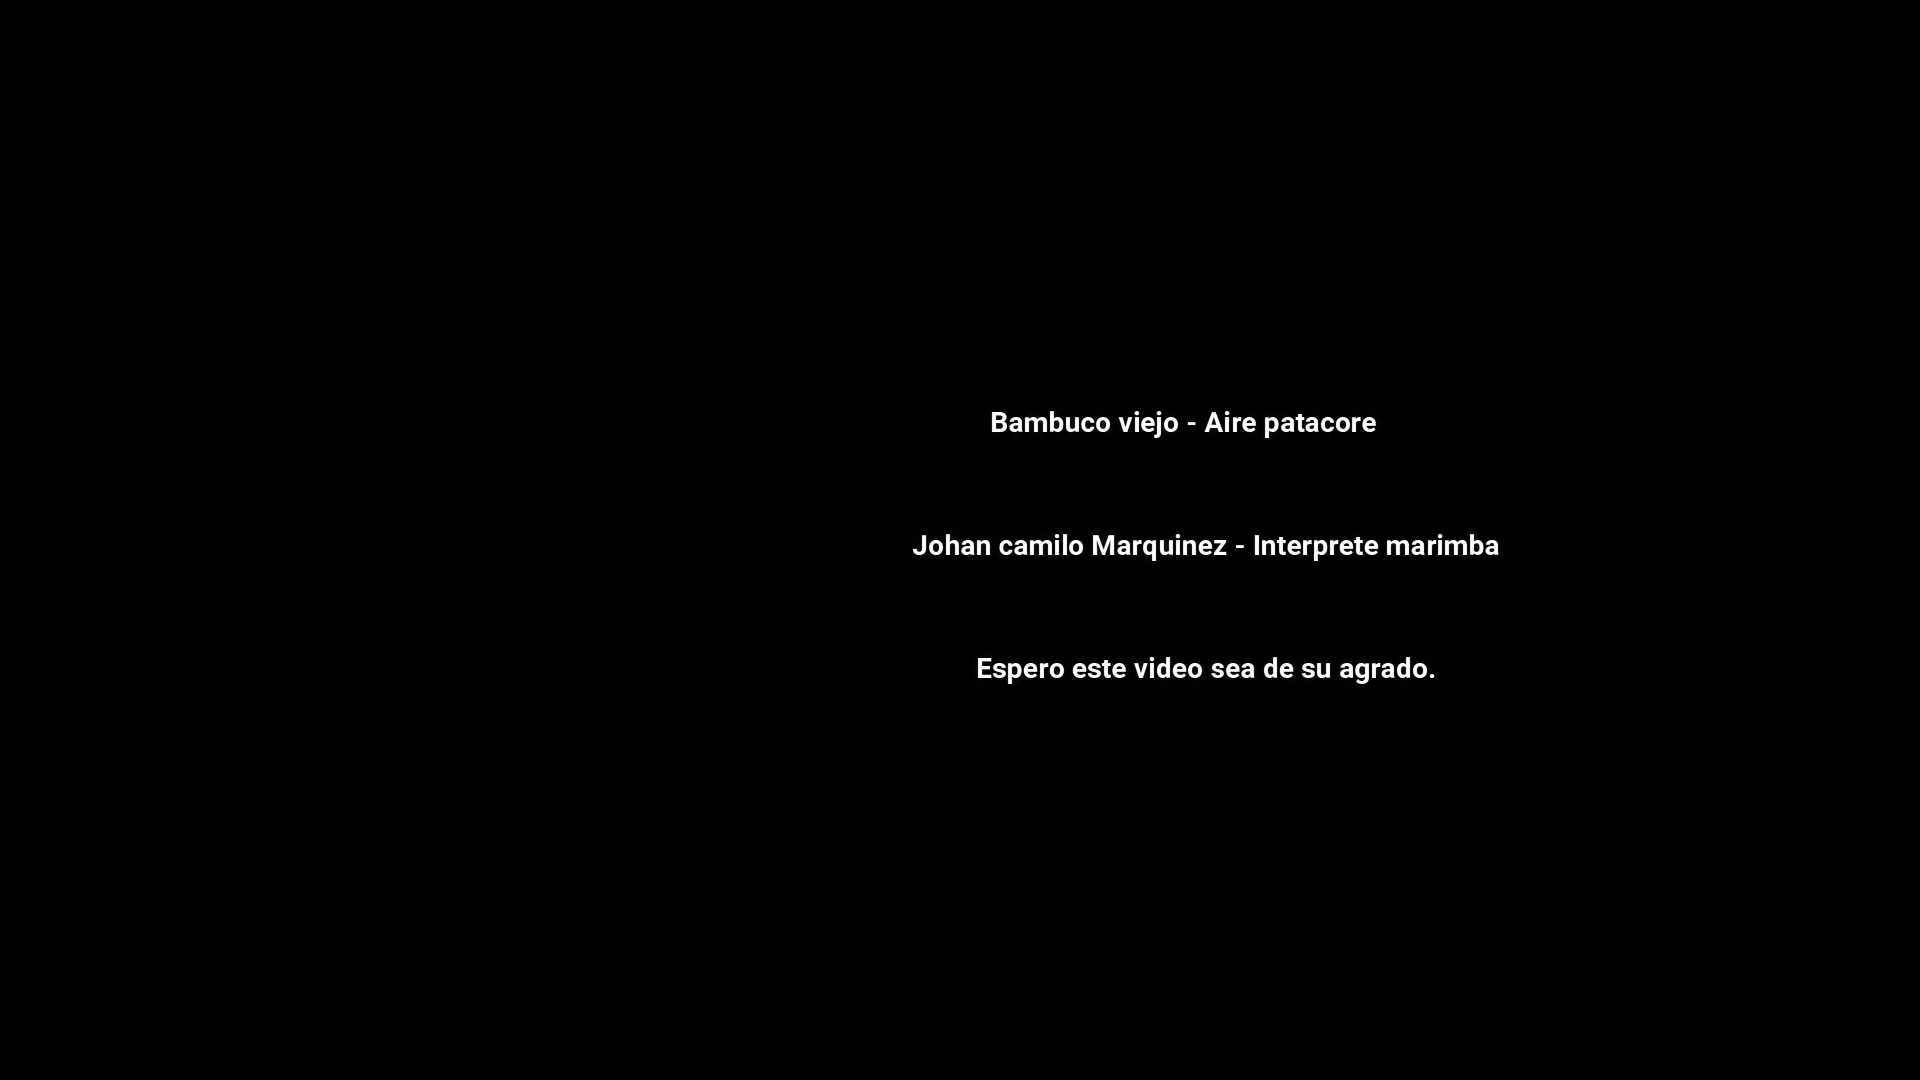 Bambuco viejo - Aire patacore
Johan camilo Marquinez - Interprete marimba
Espero este video sea de su agrado.